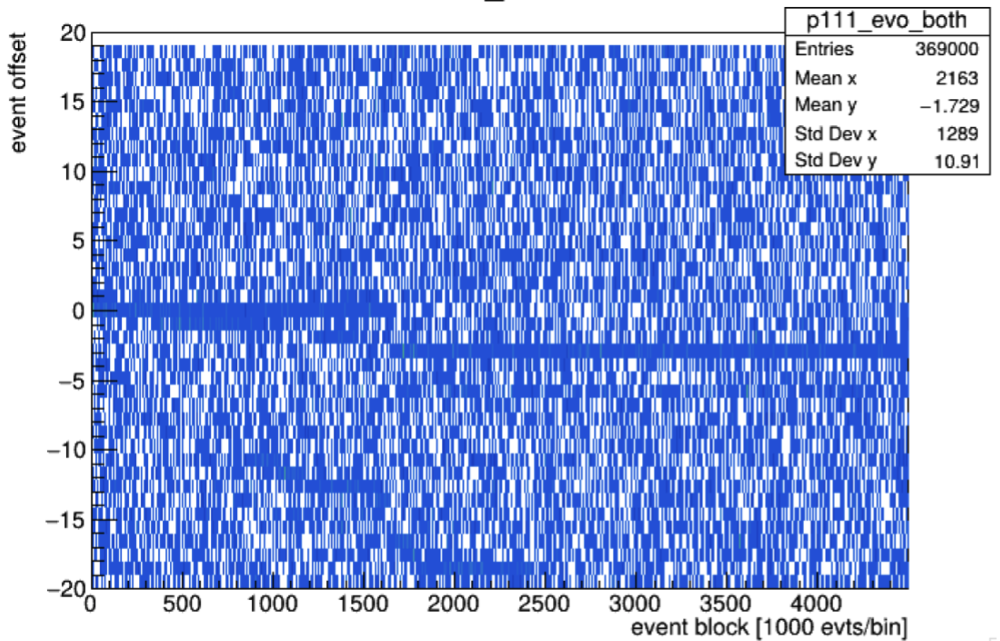 p111_evo_both
Entries 369000
Mean x 2163
Mean y −1.729
Std Dev x 1289
Std Dev y 10.91
event offset
20
15
10
5
0
−5
−10
−15
−20
0 500 1000 1500 2000 2500 3000 3500 4000
event block [1000 evts/bin]